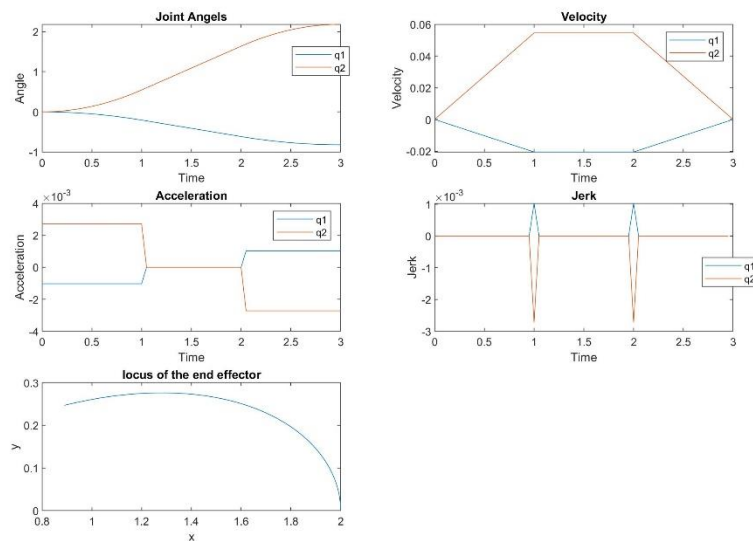 Joint Angels
Angle
2
1
0
-1
q1
q2
0 0.5 1 1.5 2 2.5 3
Time
Velocity
Velocity
0.06
0.04
0.02
0
-0.02
q1
q2
0 0.5 1 1.5 2 2.5 3
Time
Acceleration
×10-3
Acceleration
4
2
0
-2
-4
q1
q2
0 0.5 1 1.5 2 2.5 3
Time
Jerk
×10-3
Jerk
1
0
-1
-2
-3
q1
q2
0 0.5 1 1.5 2 2.5 3
Time
locus of the end effector
y
0.3
0.2
0.1
0
0.8 1 1.2 1.4 1.6 1.8 2
x